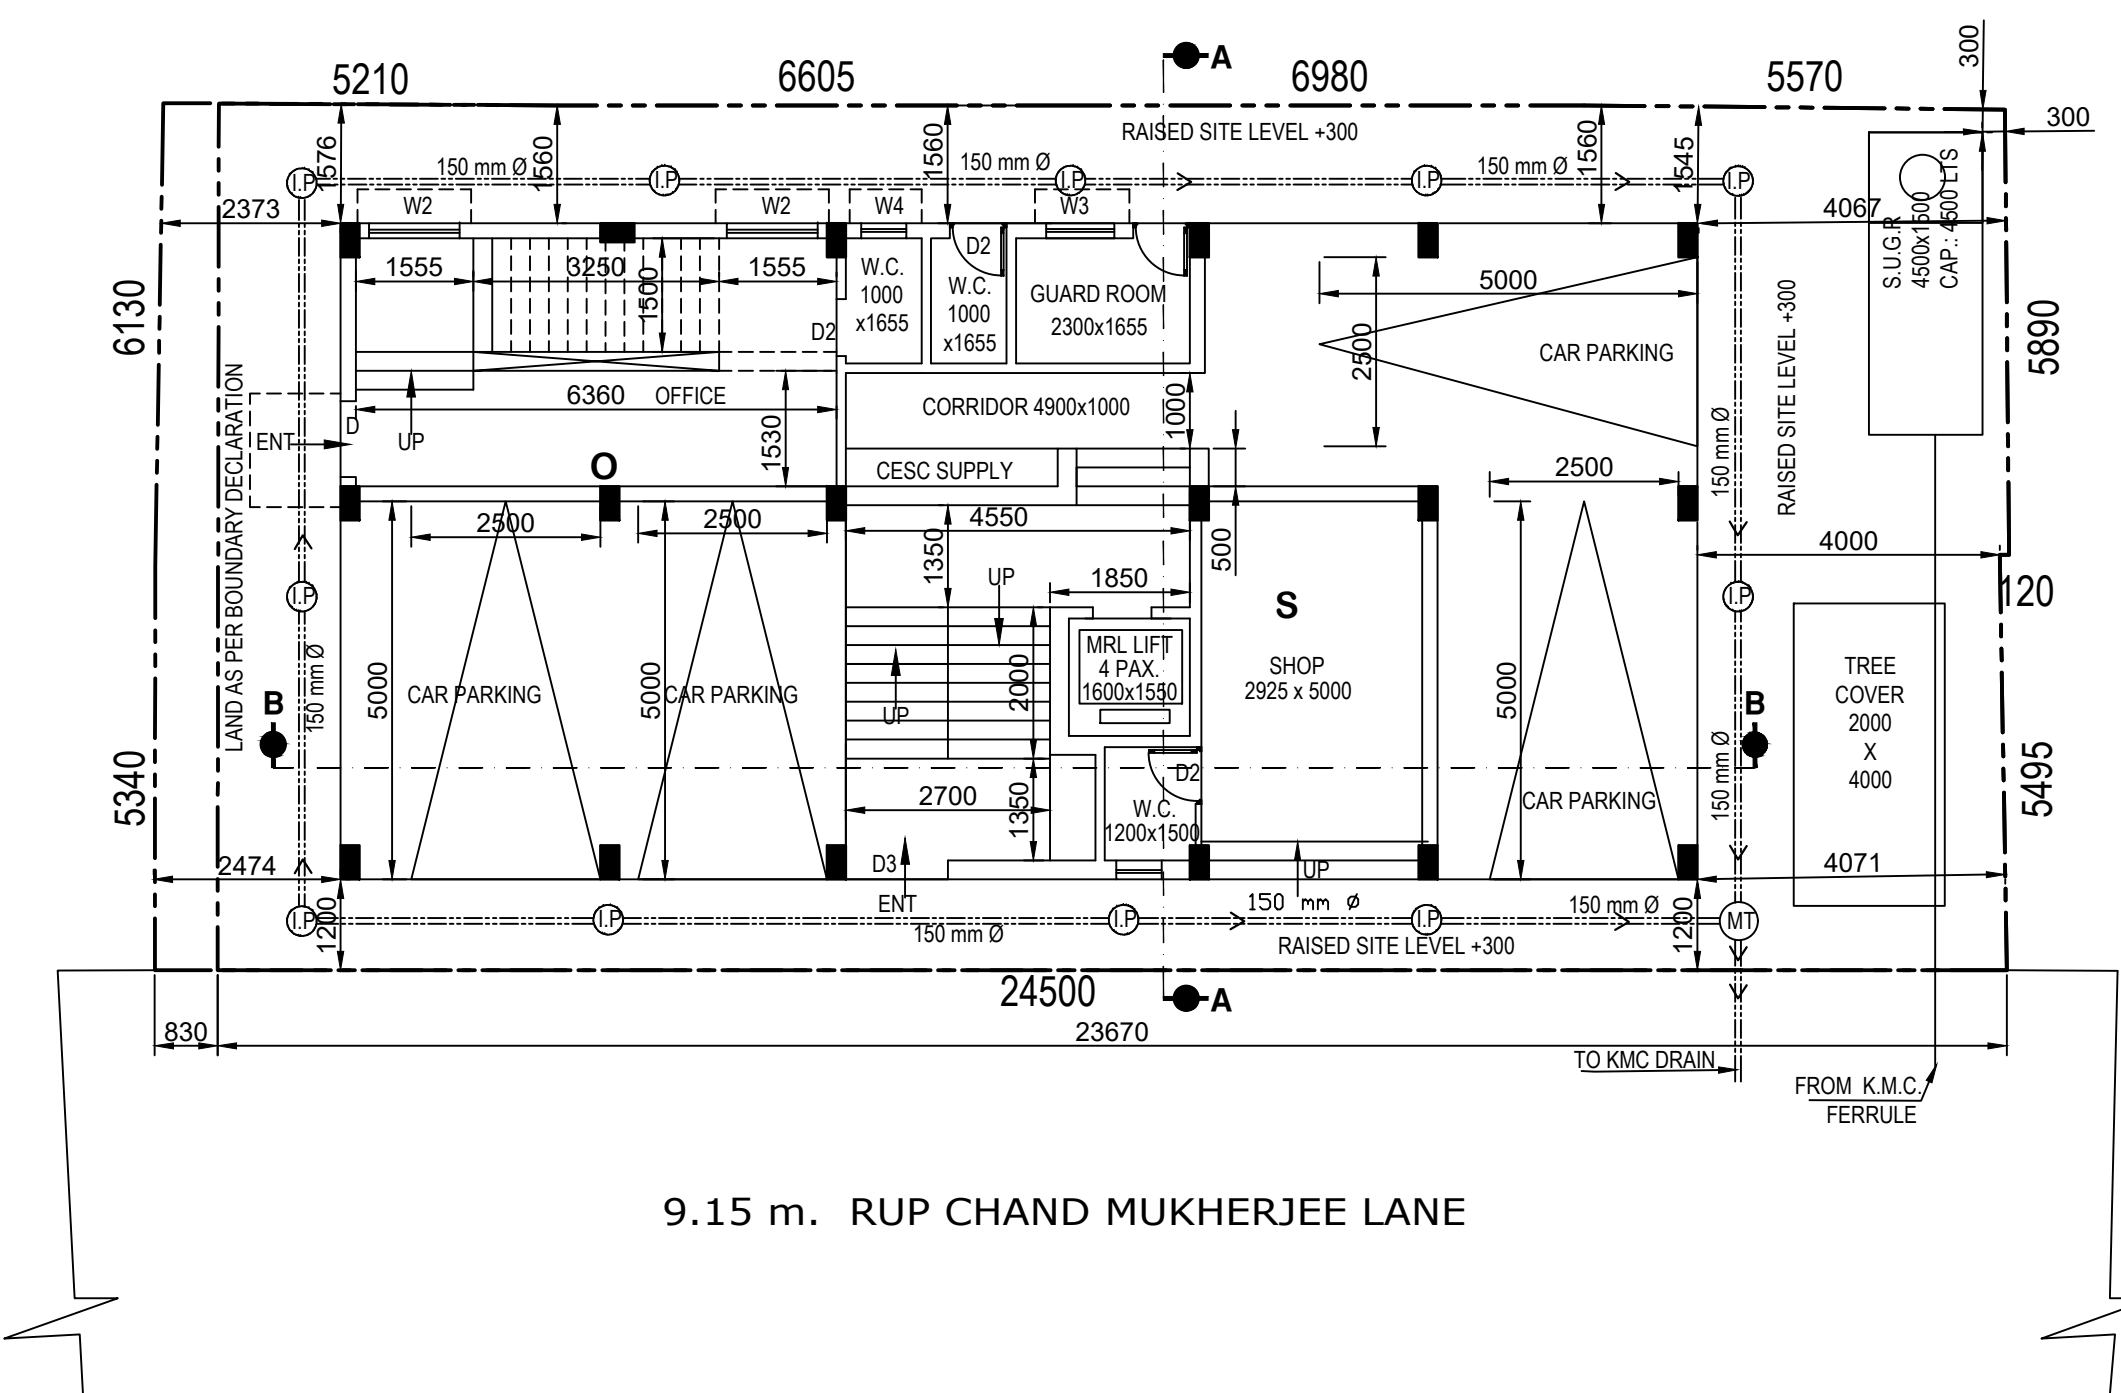 5210
6605
A
6980
5570
300
300
RAISED SITE LEVEL +300
1576
1560
1560
1560
1545
150 mm Ø
150 mm Ø
150 mm Ø
I.P
I.P
I.P
I.P
I.P
2373
W2
W2
W4
W3
4067
S.U.G.R
4500x1500
CAP.: 4500 LTS
1555
3250
1555
1500
W.C.
1000
x1655
D2
W.C.
1000
x1655
D2
GUARD ROOM
2300x1655
5000
2500
CAR PARKING
6130
5890
RAISED SITE LEVEL +300
LAND AS PER BOUNDARY DECLARATION
6360
OFFICE
CORRIDOR 4900x1000
1000
D
ENT
UP
1530
150 mm Ø
O
CESC SUPPLY
2500
2500
2500
4550
500
4000
1350
UP
1850
I.P
I.P
120
S
150 mm Ø
5000
CAR PARKING
5000
CAR PARKING
2000
UP
MRL LIFT
4 PAX.
1600x1550
SHOP
2925 x 5000
5000
TREE
COVER
2000
X
4000
B
B
150 mm Ø
5340
5495
D2
2700
1350
W.C.
1200x1500
CAR PARKING
2474
D3
UP
4071
ENT
150 mm Ø
150 mm Ø
I.P
I.P
I.P
I.P
MT
1200
150 mm Ø
RAISED SITE LEVEL +300
1200
24500
A
830
23670
TO KMC DRAIN
FROM K.M.C.
FERRULE
9.15 m. RUP CHAND MUKHERJEE LANE